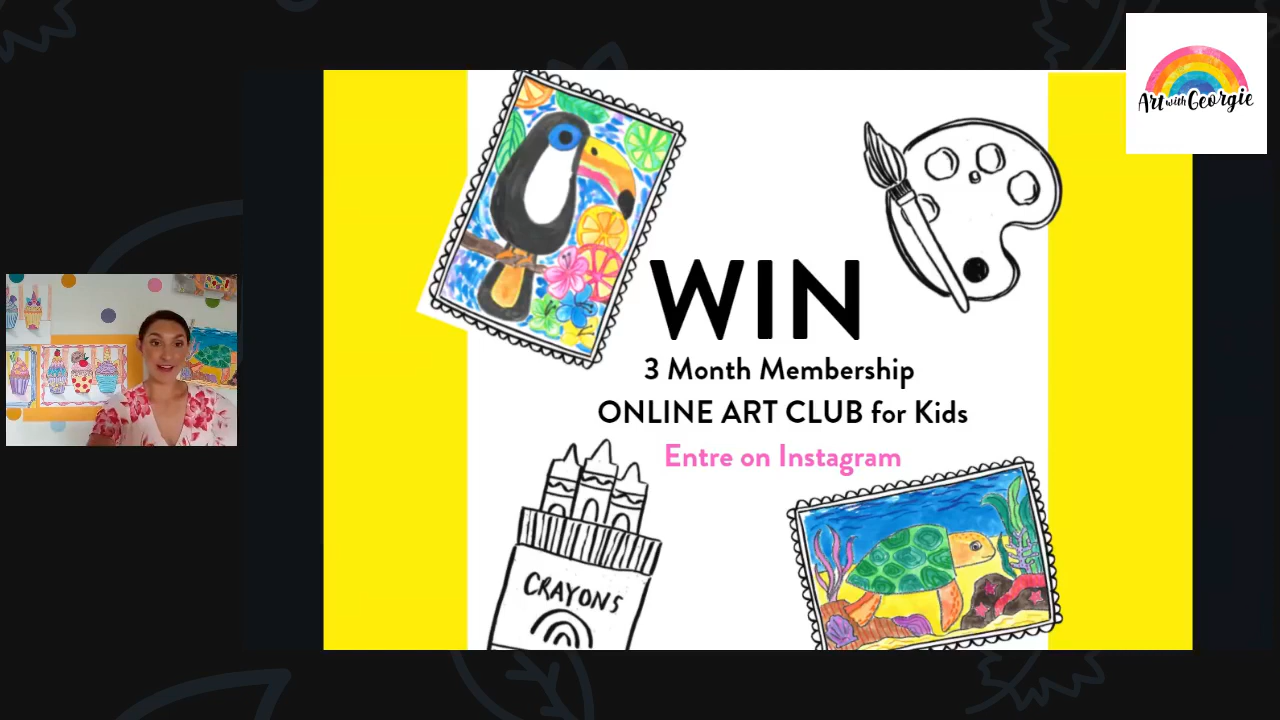 Art with Georgie
WIN
3 Month Membership
ONLINE ART CLUB for Kids
Entre on Instagram
CRAYONS